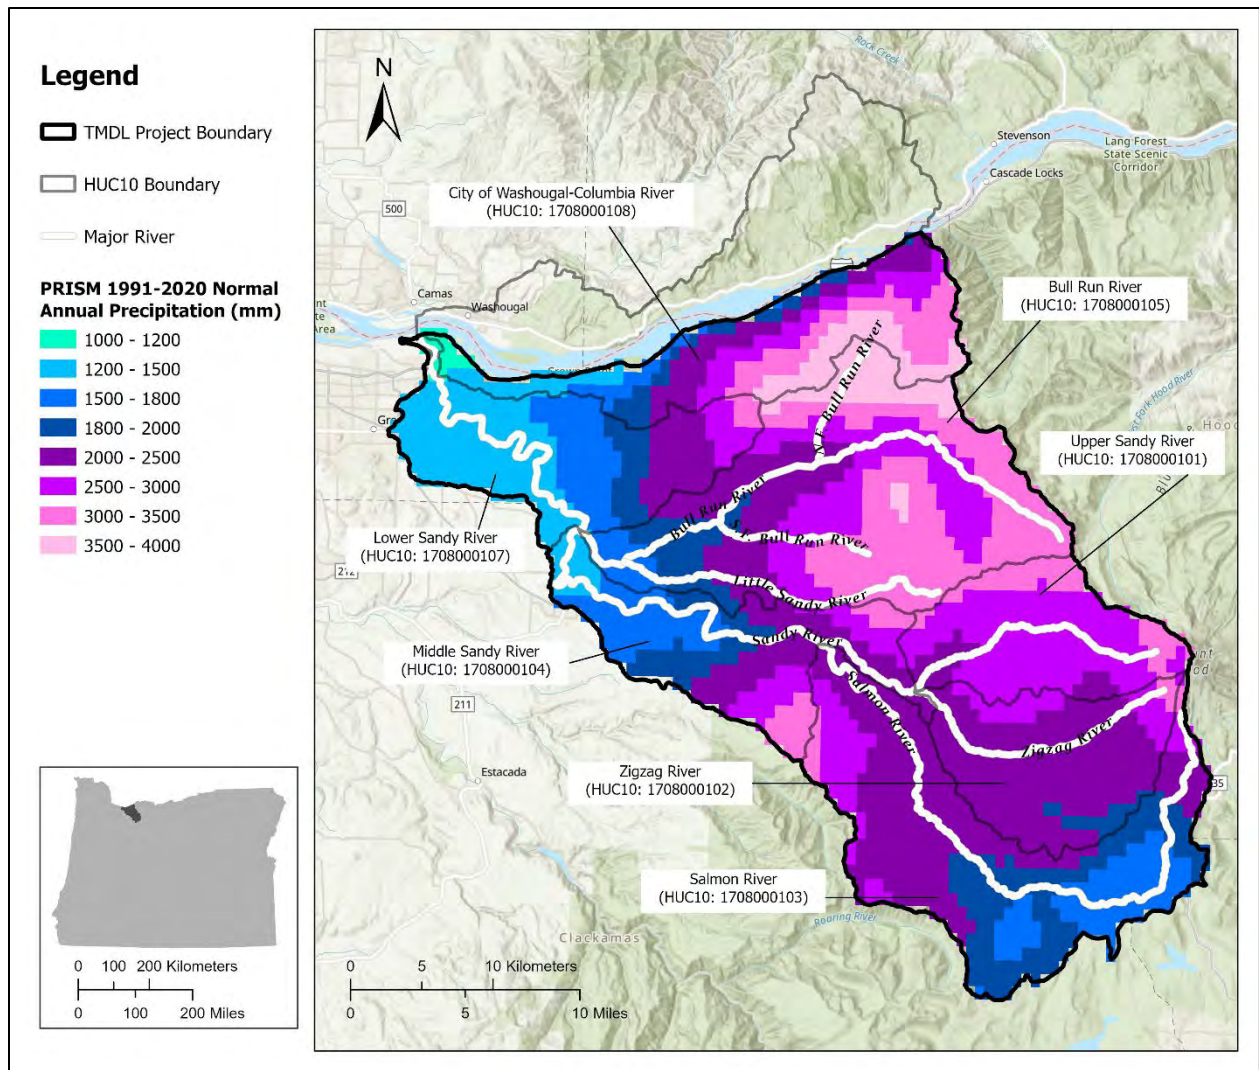 Legend
TMDL Project Boundary
HUC10 Boundary
Major River
PRISM 1991-2020 Normal
Annual Precipitation (mm)
1000 - 1200
1200 - 1500
1500 - 1800
1800 - 2000
2000 - 2500
2500 - 3000
3000 - 3500
3500 - 4000
0 100 200 Kilometers
0 100 200 Miles
N
Rock Creek
Stevenson
Lang Forest
State Scenic
Corridor
Cascade Locks
City of Washougal-Columbia River
(HUC10: 1708000108)
500
Camas
Washougal
Bull Run River
(HUC10: 1708000105)
N.F. Bull Run River
Fork Hood River
Upper Sandy River
(HUC10: 1708000101)
Bull Run River
S.F. Bull Run River
Lower Sandy River
(HUC10: 1708000107)
212
Little Sandy River
Sandy River
Middle Sandy River
(HUC10: 1708000104)
Salmon River
211
Zigzag River
Estacada
Zigzag River
(HUC10: 1708000102)
35
Salmon River
(HUC10: 1708000103)
Roaring River
Clackamas
0 5 10 Kilometers
0 5 10 Miles